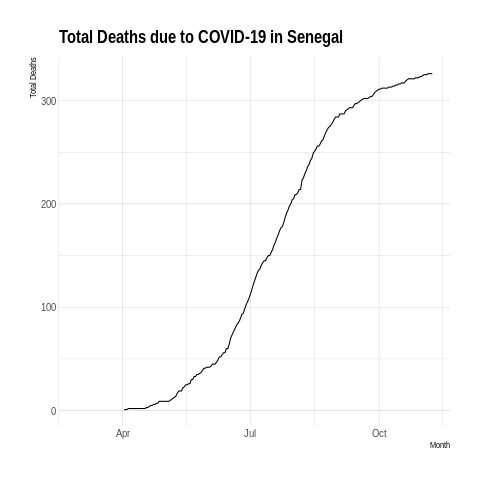 Total Deaths due to COVID-19 in Senegal
Total Deaths
300
200
100
0
Apr Jul Oct
Month